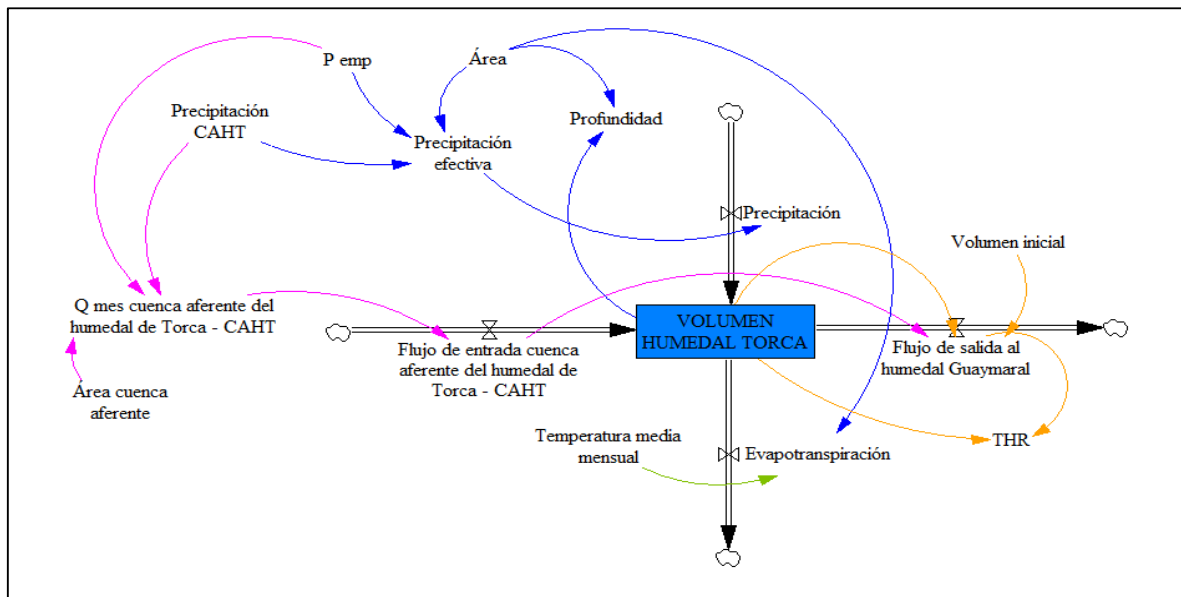 P emp
Área
Precipitación
CAHT
Profundidad
Precipitación
efectiva
Precipitación
Volumen inicial
Q mes cuenca aferente del
humedal de Torca - CAHT
VOLUMEN
HUMEDAL TORCA
Flujo de entrada cuenca
aferente del humedal de
Torca - CAHT
Flujo de salida al
humedal Guaymaral
Área cuenca
aferente
Temperatura media
mensual
Evapotranspiración
THR